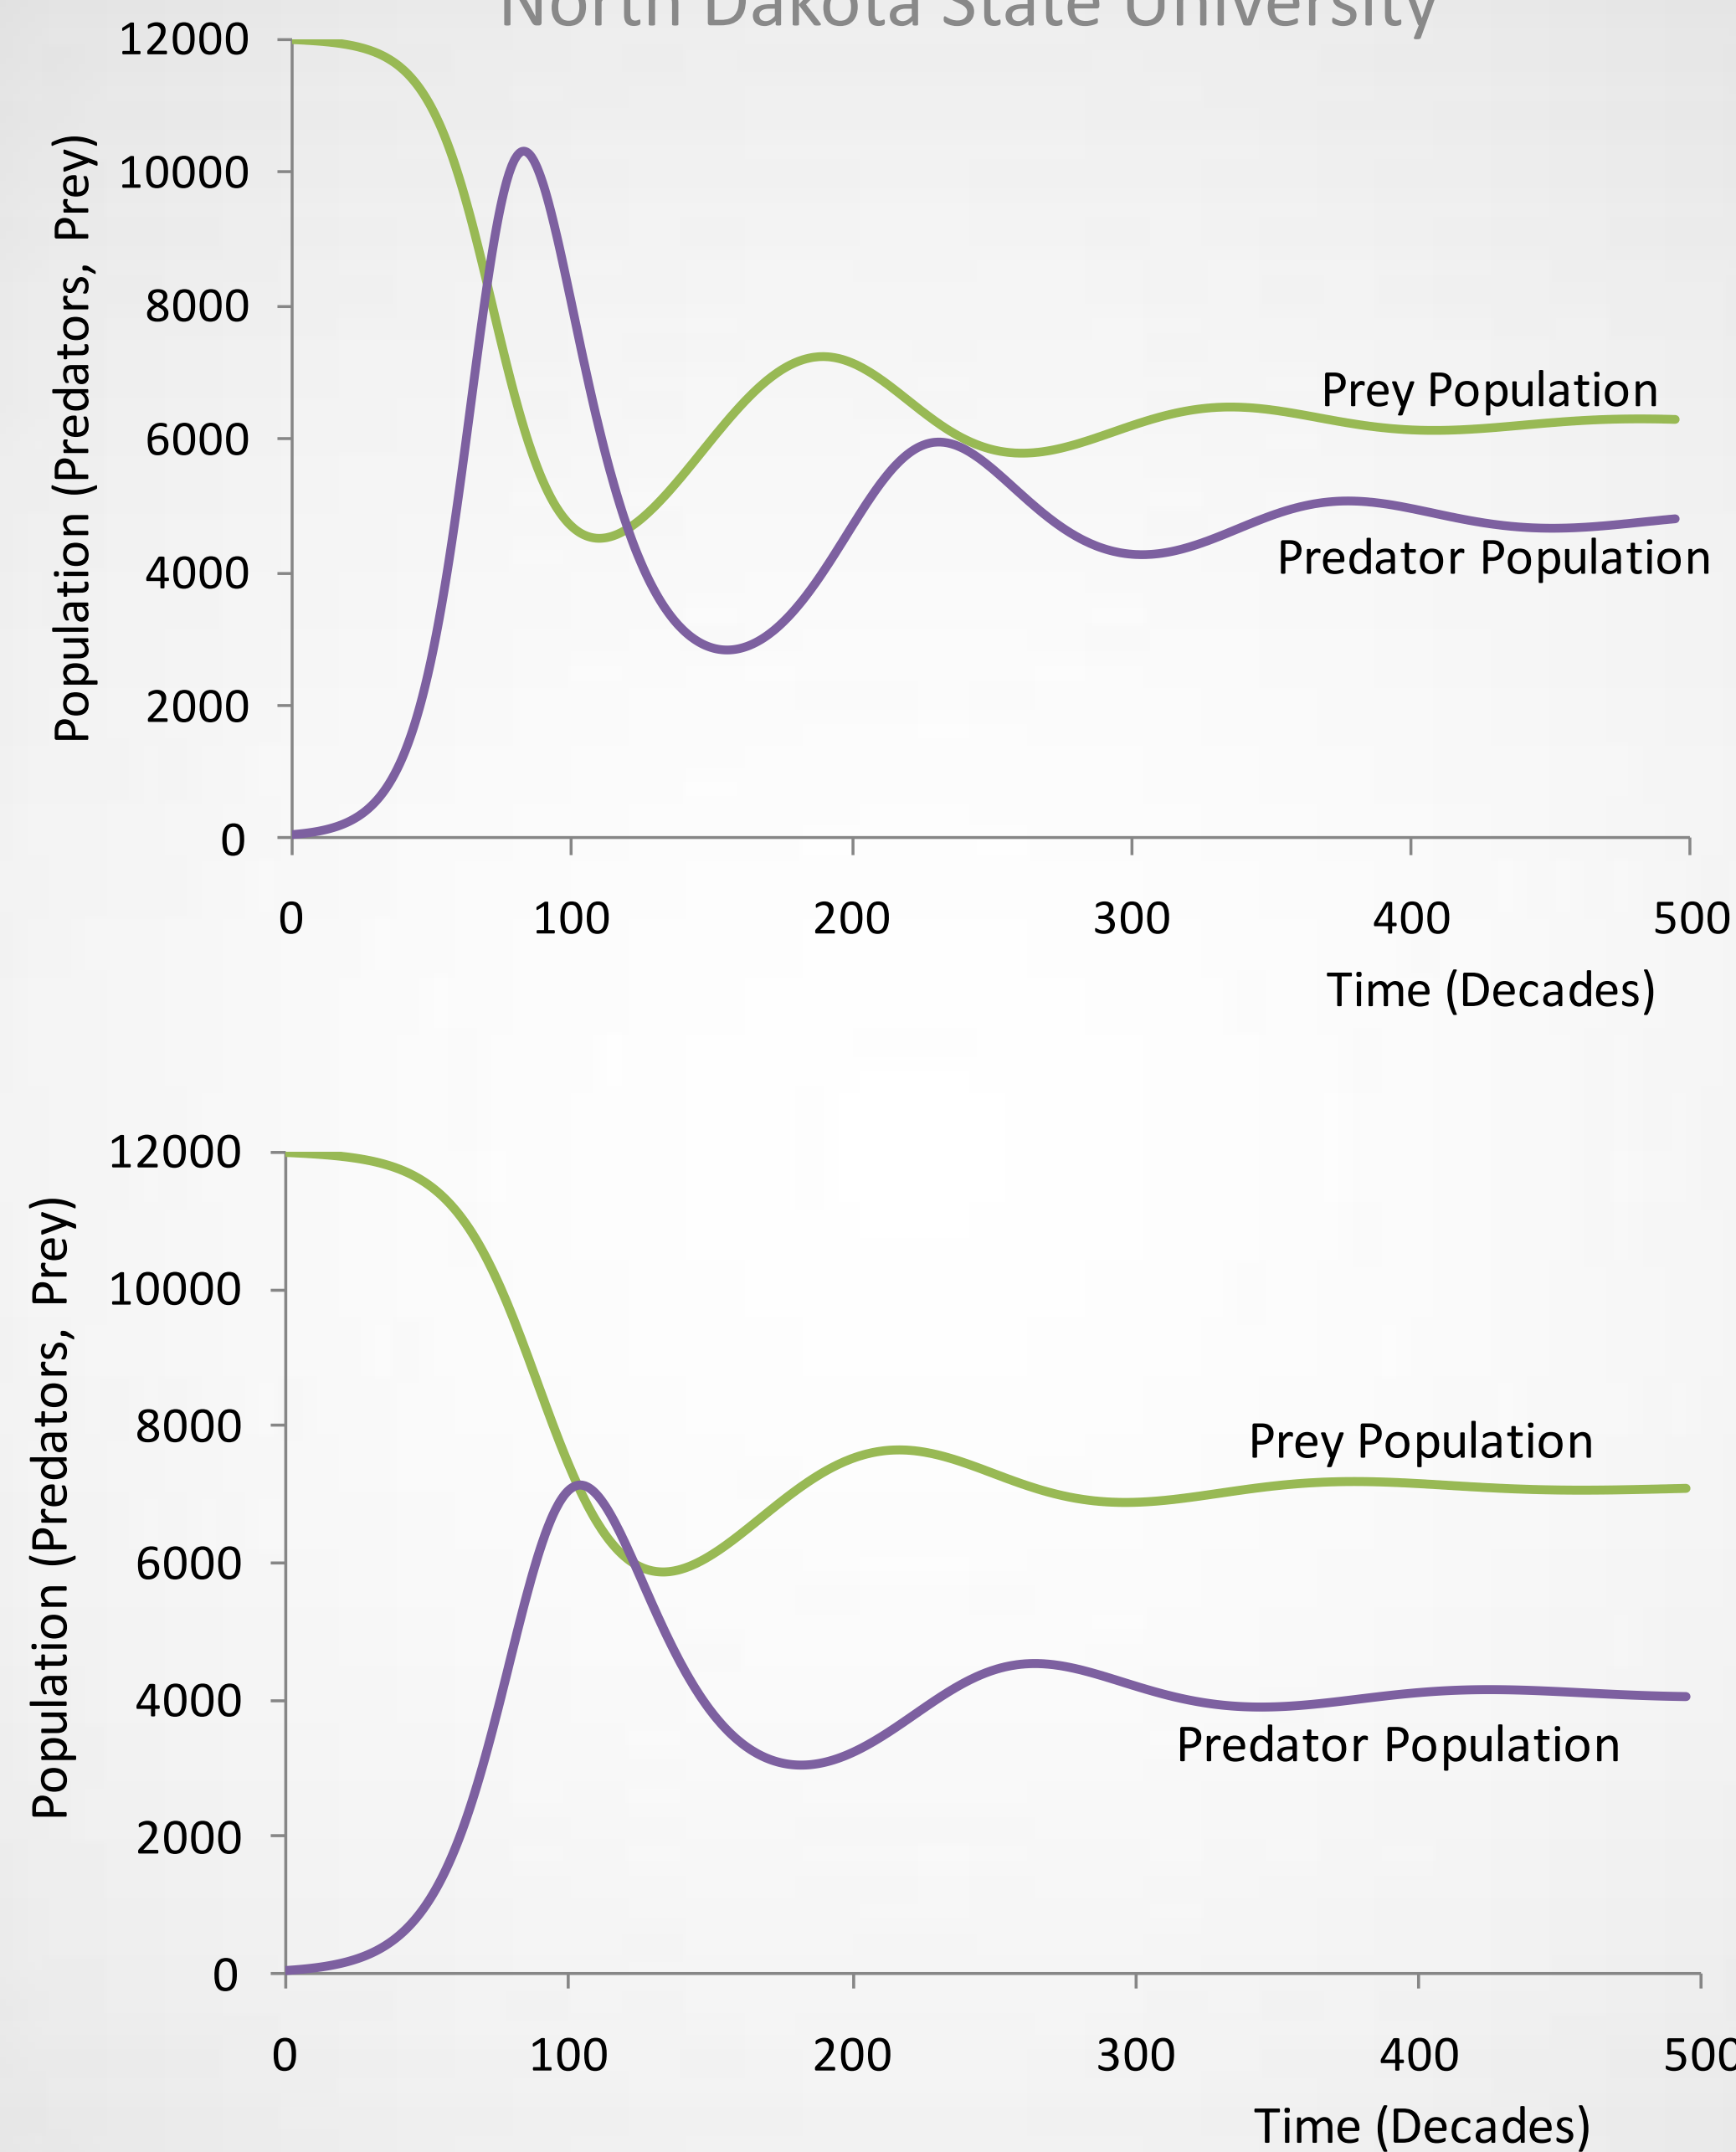 North Dakota State University
12000
10000
8000
6000
4000
2000
0
Population (Predators, Prey)
Prey Population
Predator Population
0 100 200 300 400 500
Time (Decades)
12000
10000
8000
6000
4000
2000
0
Population (Predators, Prey)
Prey Population
Predator Population
0 100 200 300 400 500
Time (Decades)